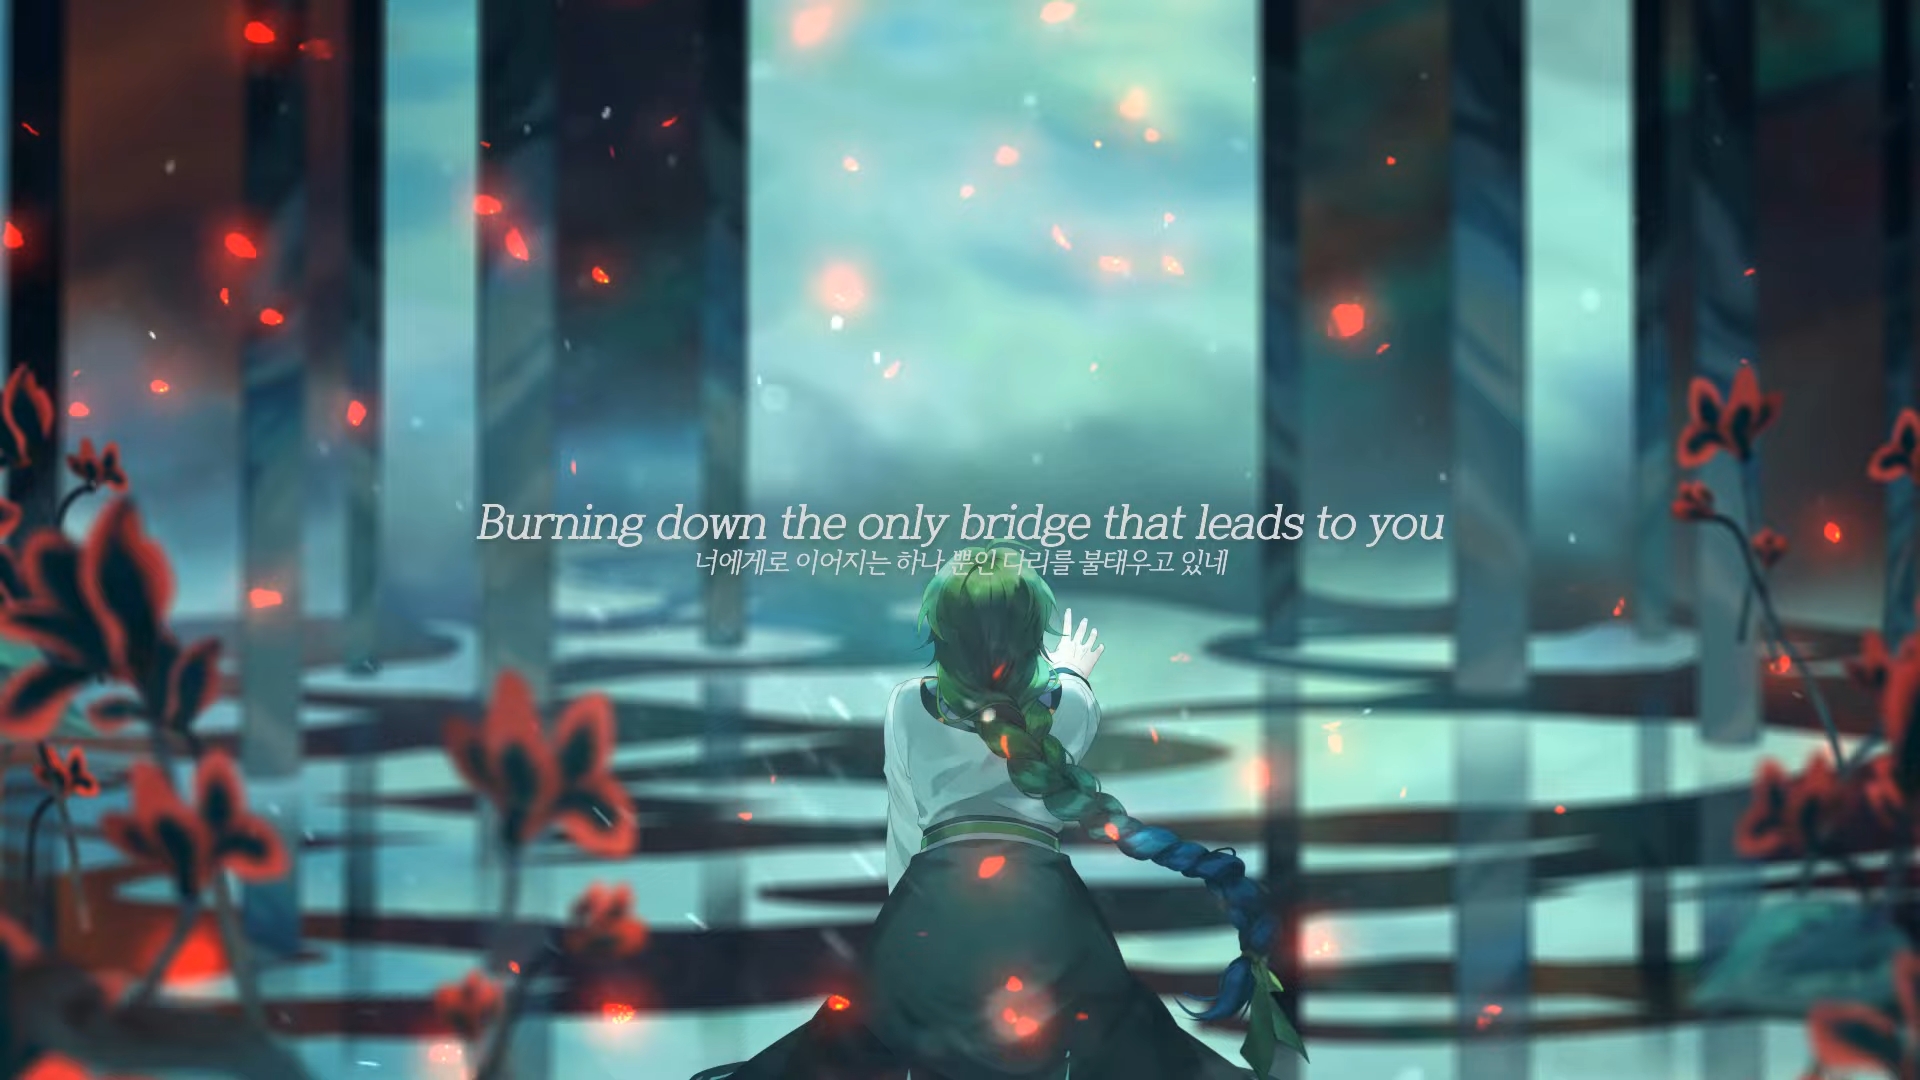 Burning down the only bridge that leads to you
너에게로 이어지는 하나 뿐인 다리를 불태우고 있네